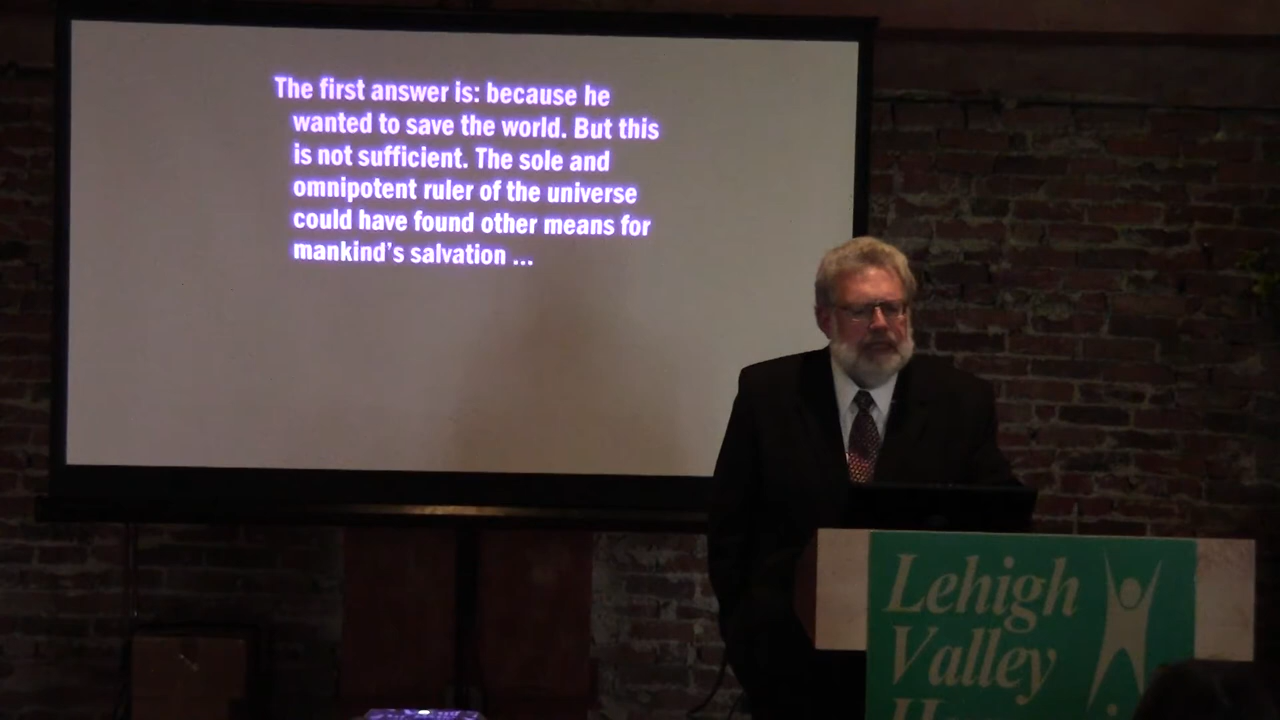 The first answer is: because he
wanted to save the world. But this
is not sufficient. The sole and
omnipotent ruler of the universe
could have found other means for
mankind's salvation ...
Lehigh
Valley